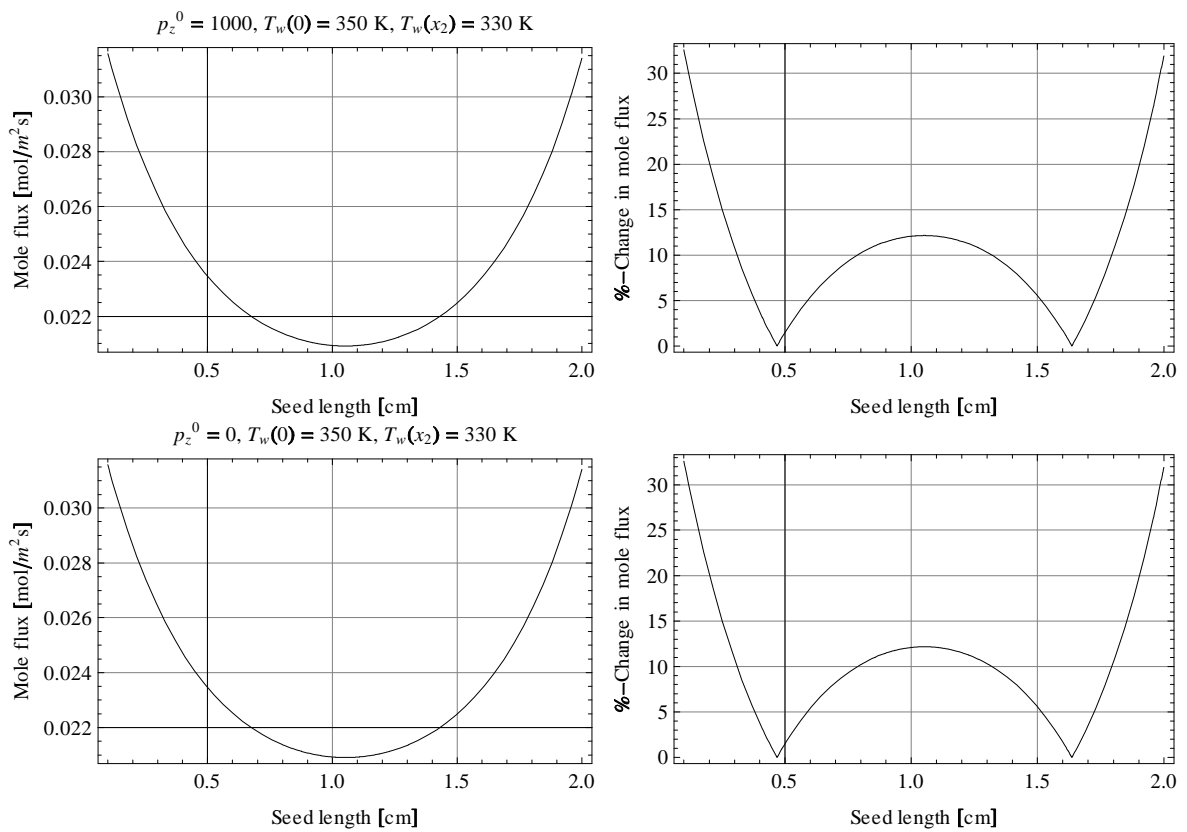 p_z^0 = 1000, T_w(0) = 350 K, T_w(x_2) = 330 K
Mole flux [mol/m^2s]
0.030
0.028
0.026
0.024
0.022
0.5 1.0 1.5 2.0
Seed length [cm]
%-Change in mole flux
30
25
20
15
10
5
0
0.5 1.0 1.5 2.0
Seed length [cm]
p_z^0 = 0, T_w(0) = 350 K, T_w(x_2) = 330 K
Mole flux [mol/m^2s]
0.030
0.028
0.026
0.024
0.022
0.5 1.0 1.5 2.0
Seed length [cm]
%-Change in mole flux
30
25
20
15
10
5
0
0.5 1.0 1.5 2.0
Seed length [cm]